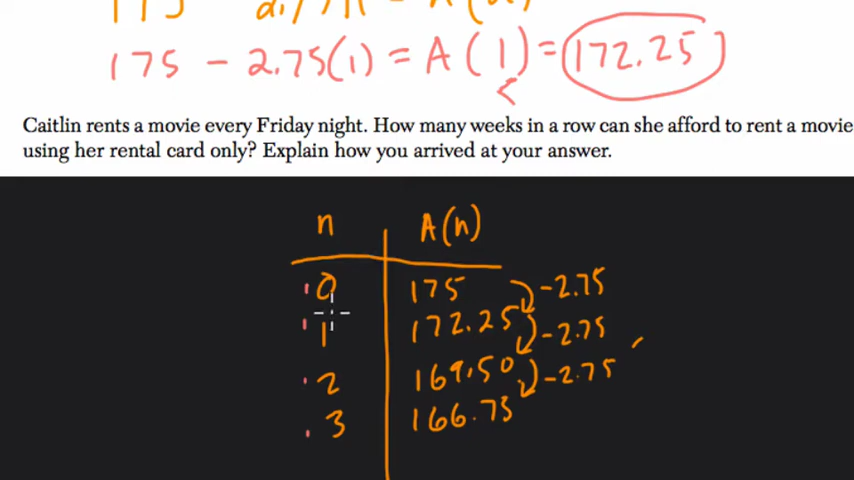 175 - 2.75(1) = A(1) = 172.25
Caitlin rents a movie every Friday night. How many weeks in a row can she afford to rent a movie
using her rental card only? Explain how you arrived at your answer.
n A(n)
0 175 -2.75
1 172.25 -2.75
2 169.50 -2.75
3 166.75